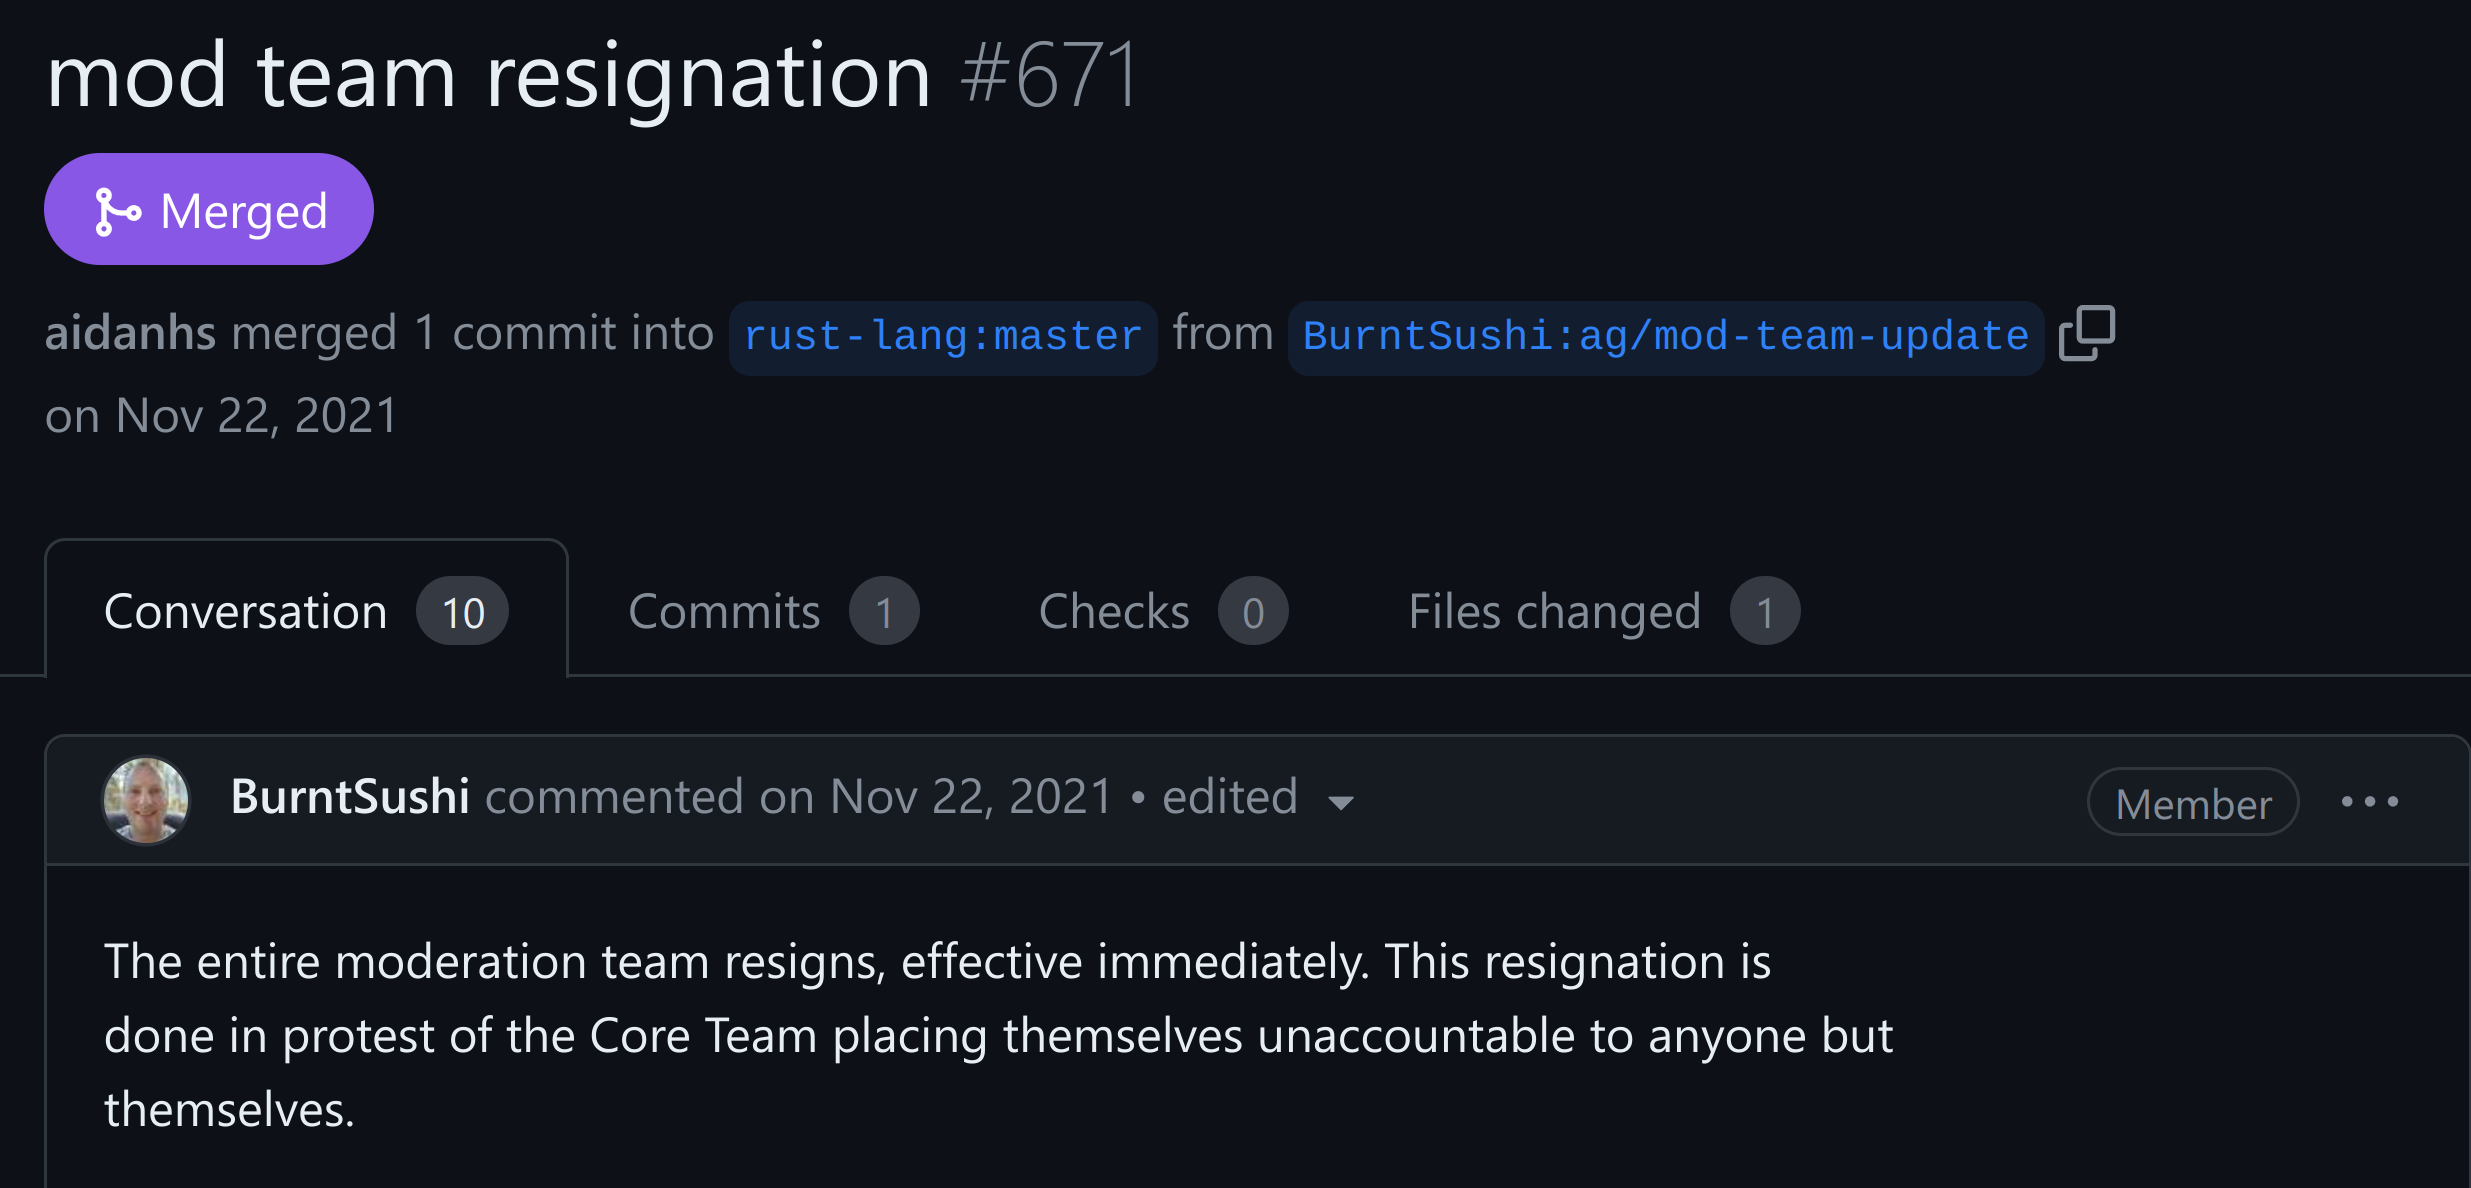 mod team resignation #671
Merged
aidanhs merged 1 commit into rust-lang:master from BurntSushi:ag/mod-team-update
on Nov 22, 2021
Conversation 10 Commits 1 Checks 0 Files changed 1
BurntSushi commented on Nov 22, 2021 • edited Member
The entire moderation team resigns, effective immediately. This resignation is
done in protest of the Core Team placing themselves unaccountable to anyone but
themselves.